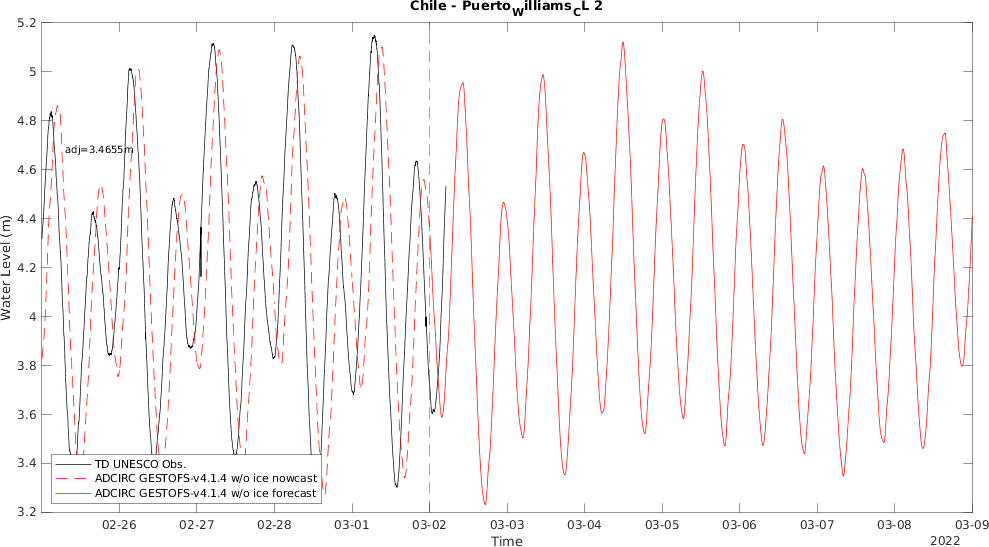 Chile - PuertoWilliamsCL 2
5.2
5
4.8
4.6
4.4
4.2
4
3.8
3.6
3.4
3.2
Water Level (m)
adj=3.4655m
TD UNESCO Obs.
ADCIRC GESTOFS-v4.1.4 w/o ice nowcast
ADCIRC GESTOFS-v4.1.4 w/o ice forecast
02-26 02-27 02-28 03-01 03-02 03-03 03-04 03-05 03-06 03-07 03-08 03-09
Time
2022